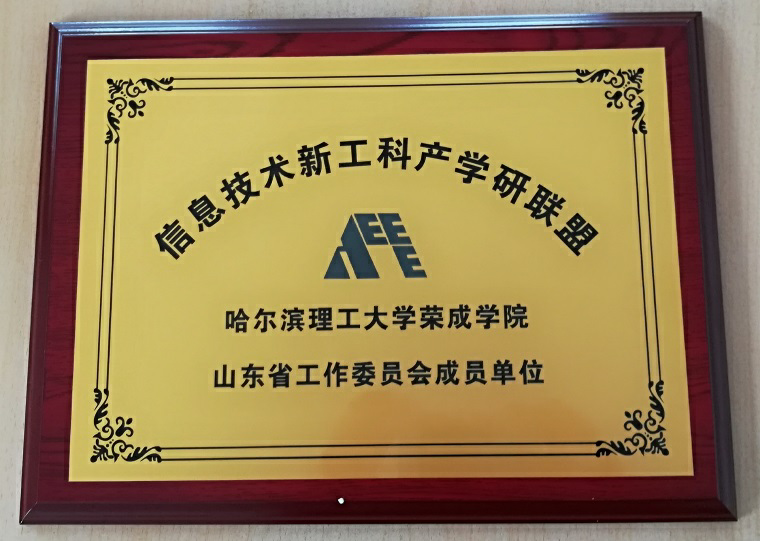 信息技术新工科产学研联盟
哈尔滨理工大学荣成学院
山东省工作委员会成员单位